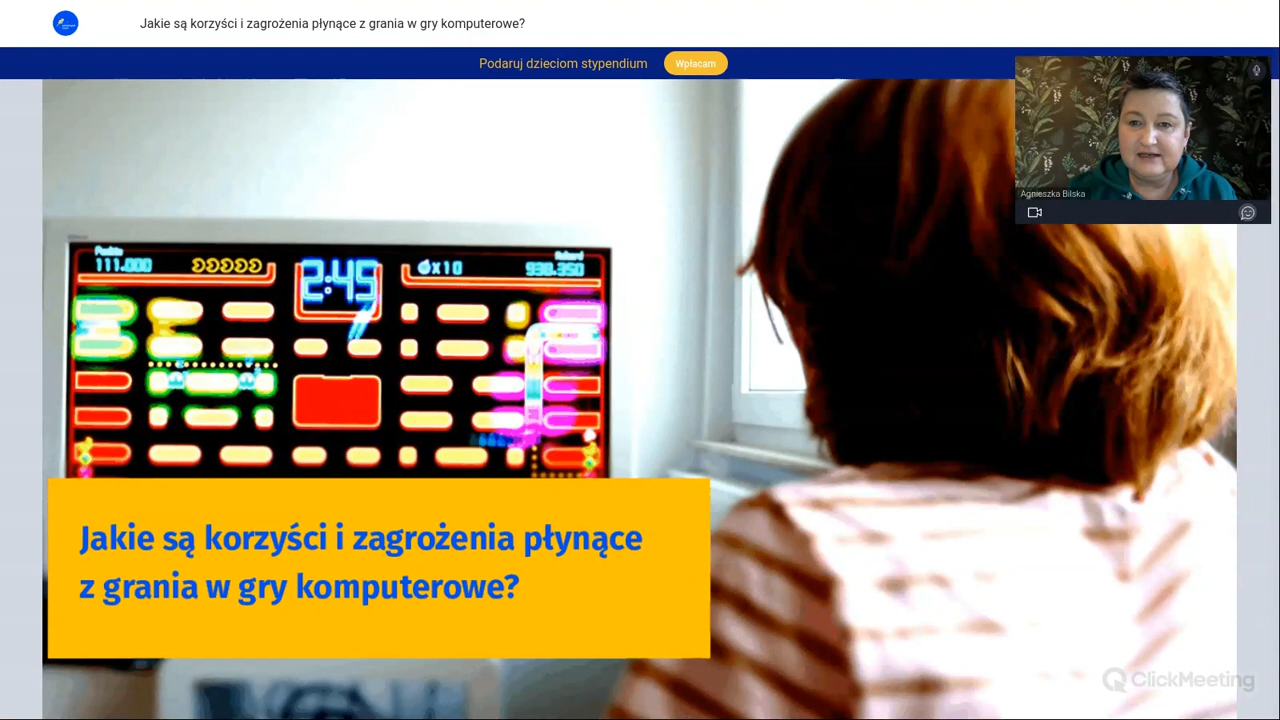 Jakie są korzyści i zagrożenia płynące z grania w gry komputerowe?
Podaruj dzieciom stypendium
Wpłacam
Agnieszka Bilska
Punkty
111.000
2:45
x10
Rekord
930.350
Jakie są korzyści i zagrożenia płynące
z grania w gry komputerowe?
ClickMeeting